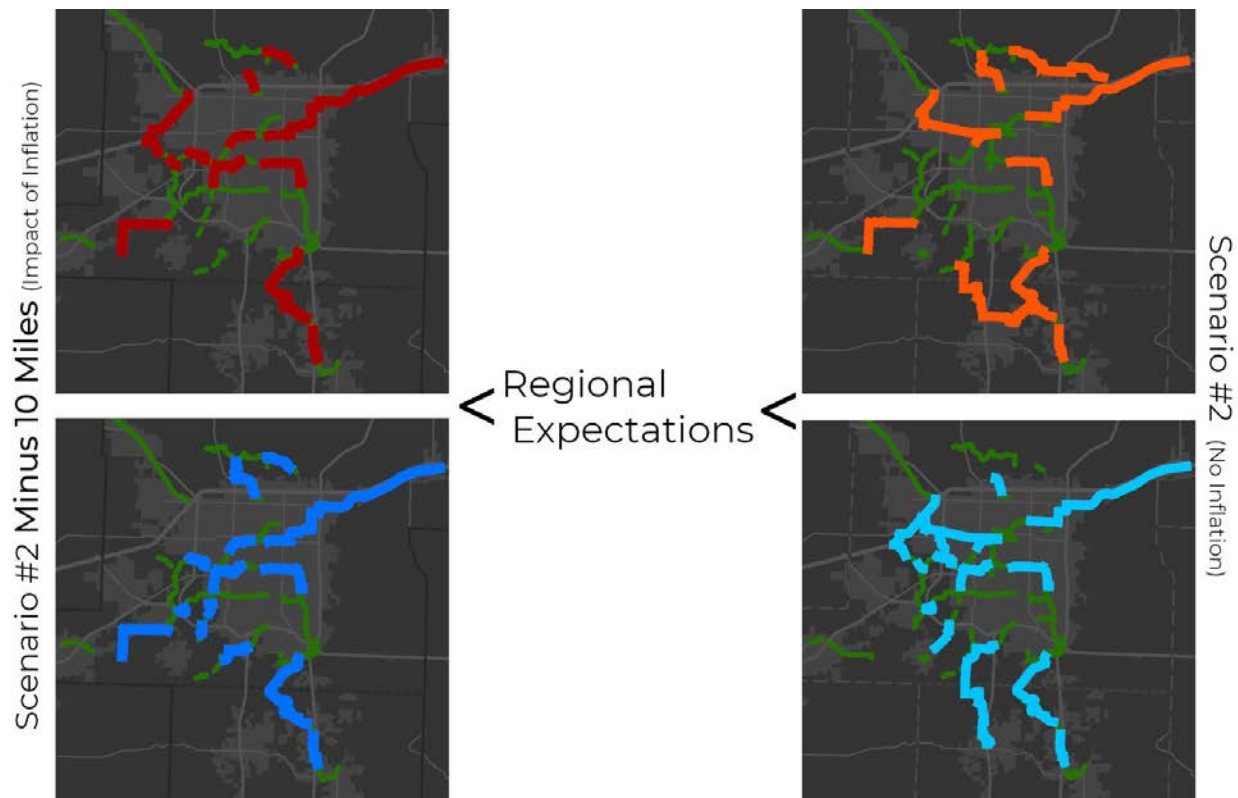 Scenario #2 Minus 10 Miles (Impact of Inflation)
< Regional
Expectations <
Scenario #2 (No Inflation)